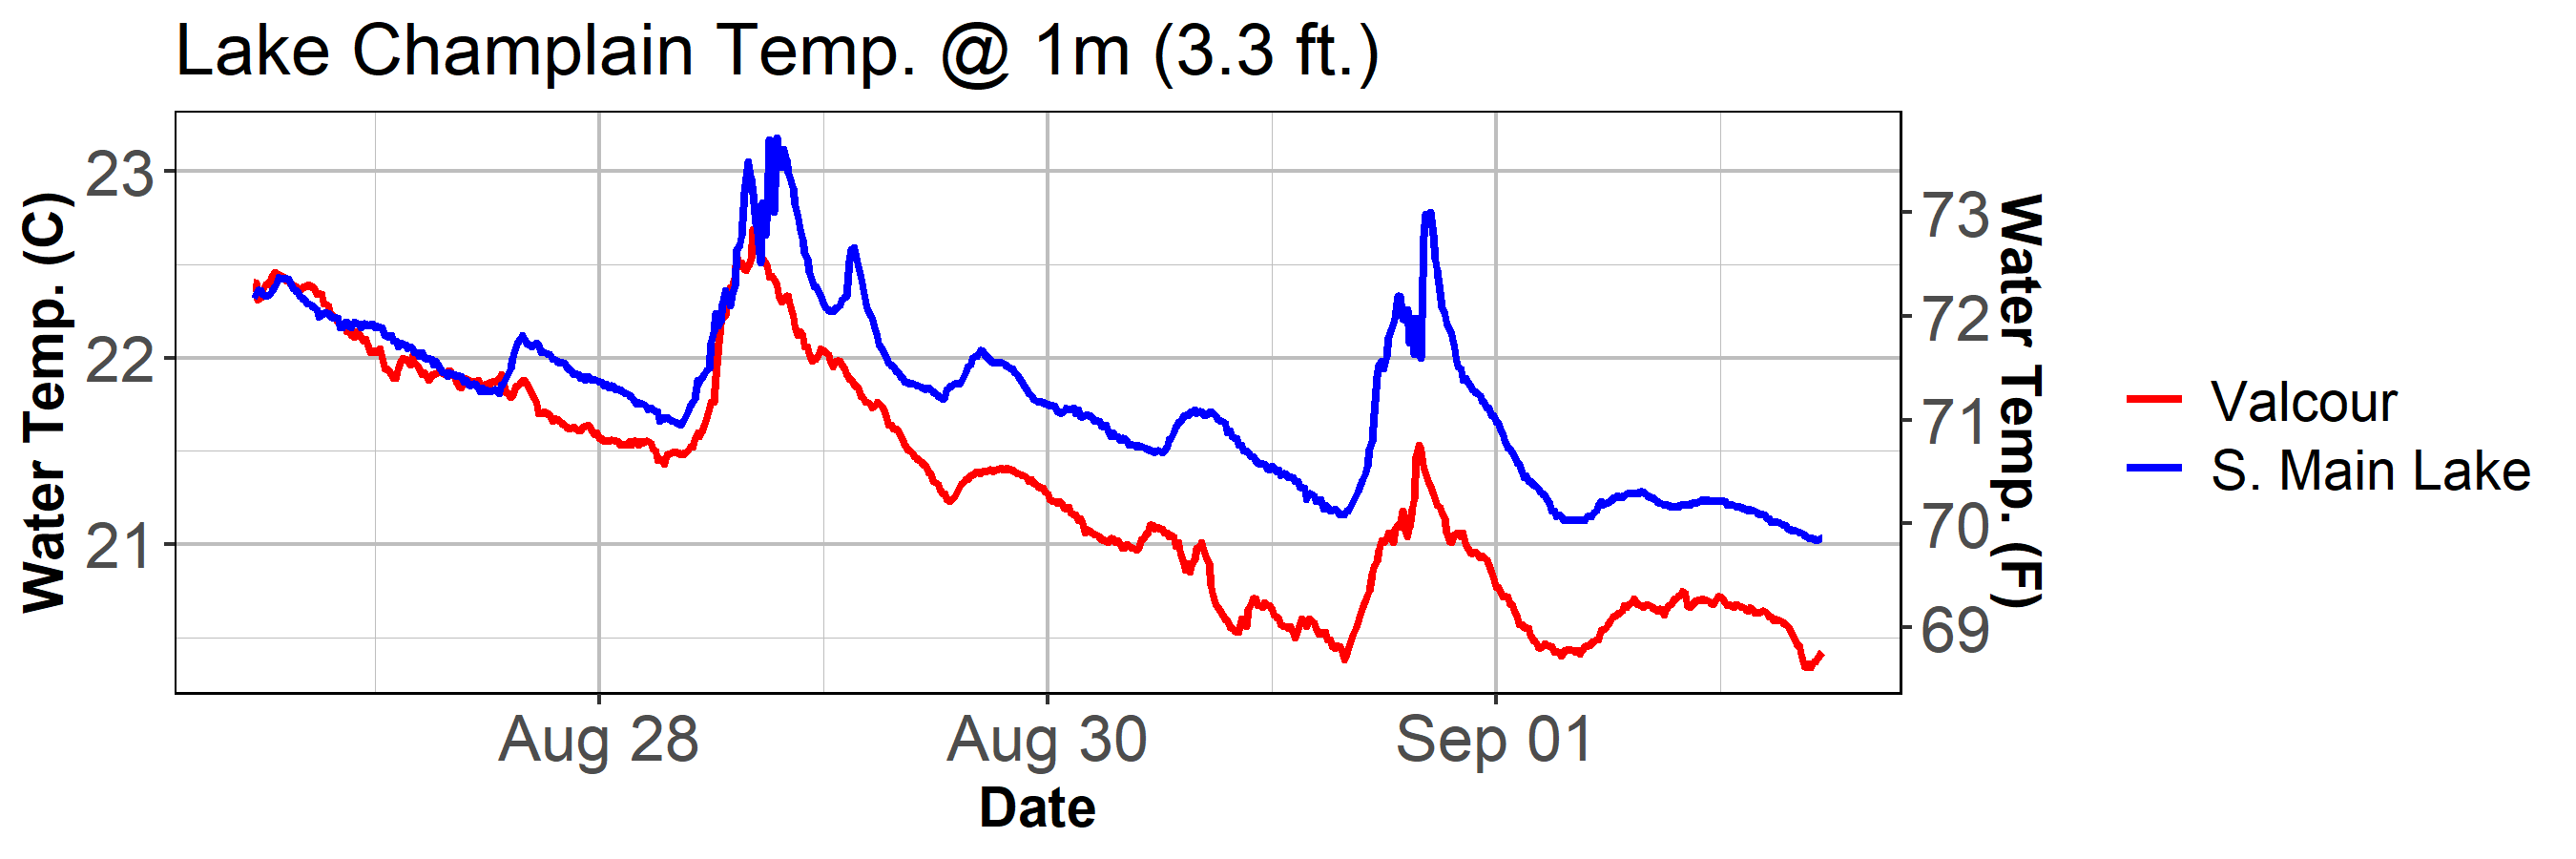 Lake Champlain Temp. @ 1m (3.3 ft.)
Water Temp. (C)
23
22
21
Water Temp. (F)
73
72
71
70
69
Aug 28
Aug 30
Sep 01
Date
Valcour
S. Main Lake